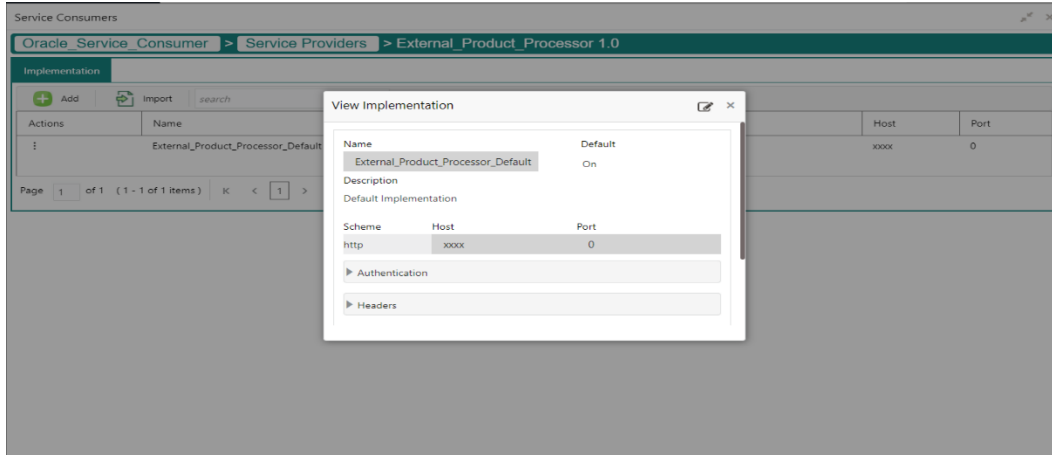 Service Consumers
Oracle_Service_Consumer > Service Providers > External_Product_Processor 1.0
Implementation
Add Import search
Actions Name Host Port
External_Product_Processor_Default xxxx 0
Page 1 of 1 (1 - 1 of 1 items) K < 1 >
View Implementation
Name Default
External_Product_Processor_Default On
Description
Default Implementation
Scheme Host Port
http xxxx 0
Authentication
Headers